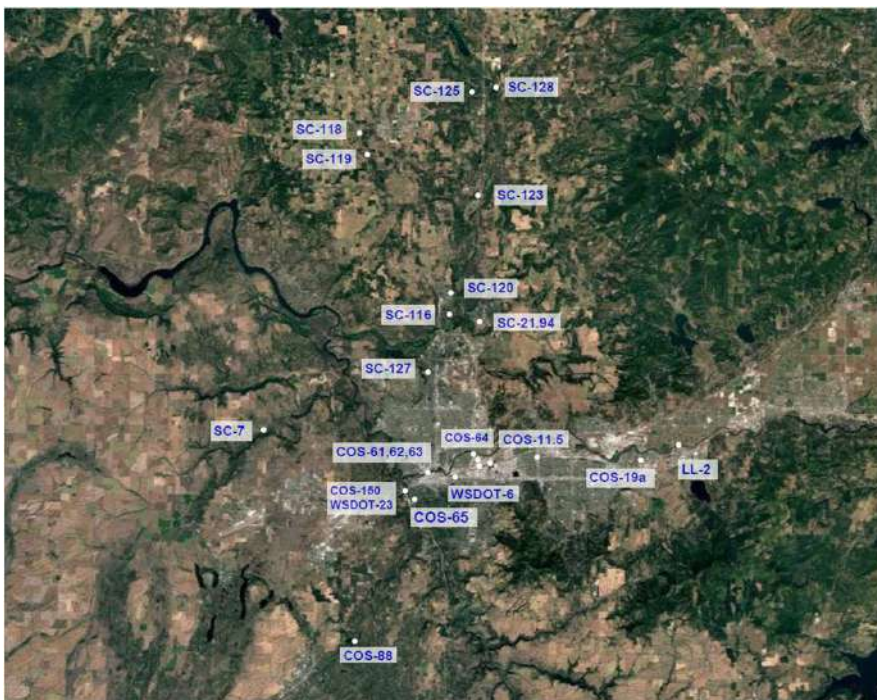 SC-125
SC-128
SC-118
SC-119
SC-123
SC-120
SC-116
SC-21,94
SC-127
SC-7
COS-64
COS-11.5
COS-61,62,63
COS-19a
LL-2
COS-150
WSDOT-23
WSDOT-6
COS-65
COS-88